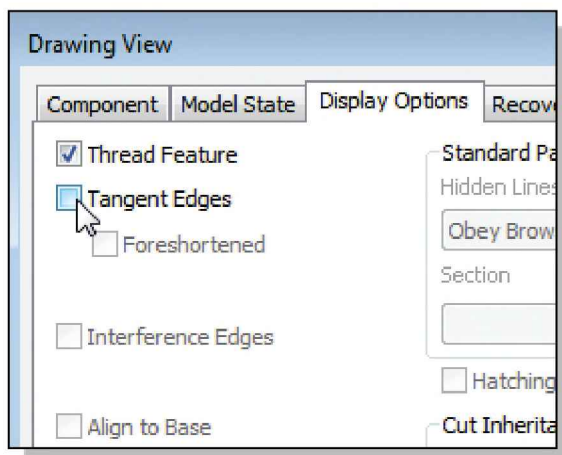 Drawing View
Component Model State Display Options Recov
Thread Feature
Tangent Edges
Foreshortened
Interference Edges
Align to Base
Standard Pa
Hidden Lines
Obey Brow
Section
Hatching
Cut Inherita